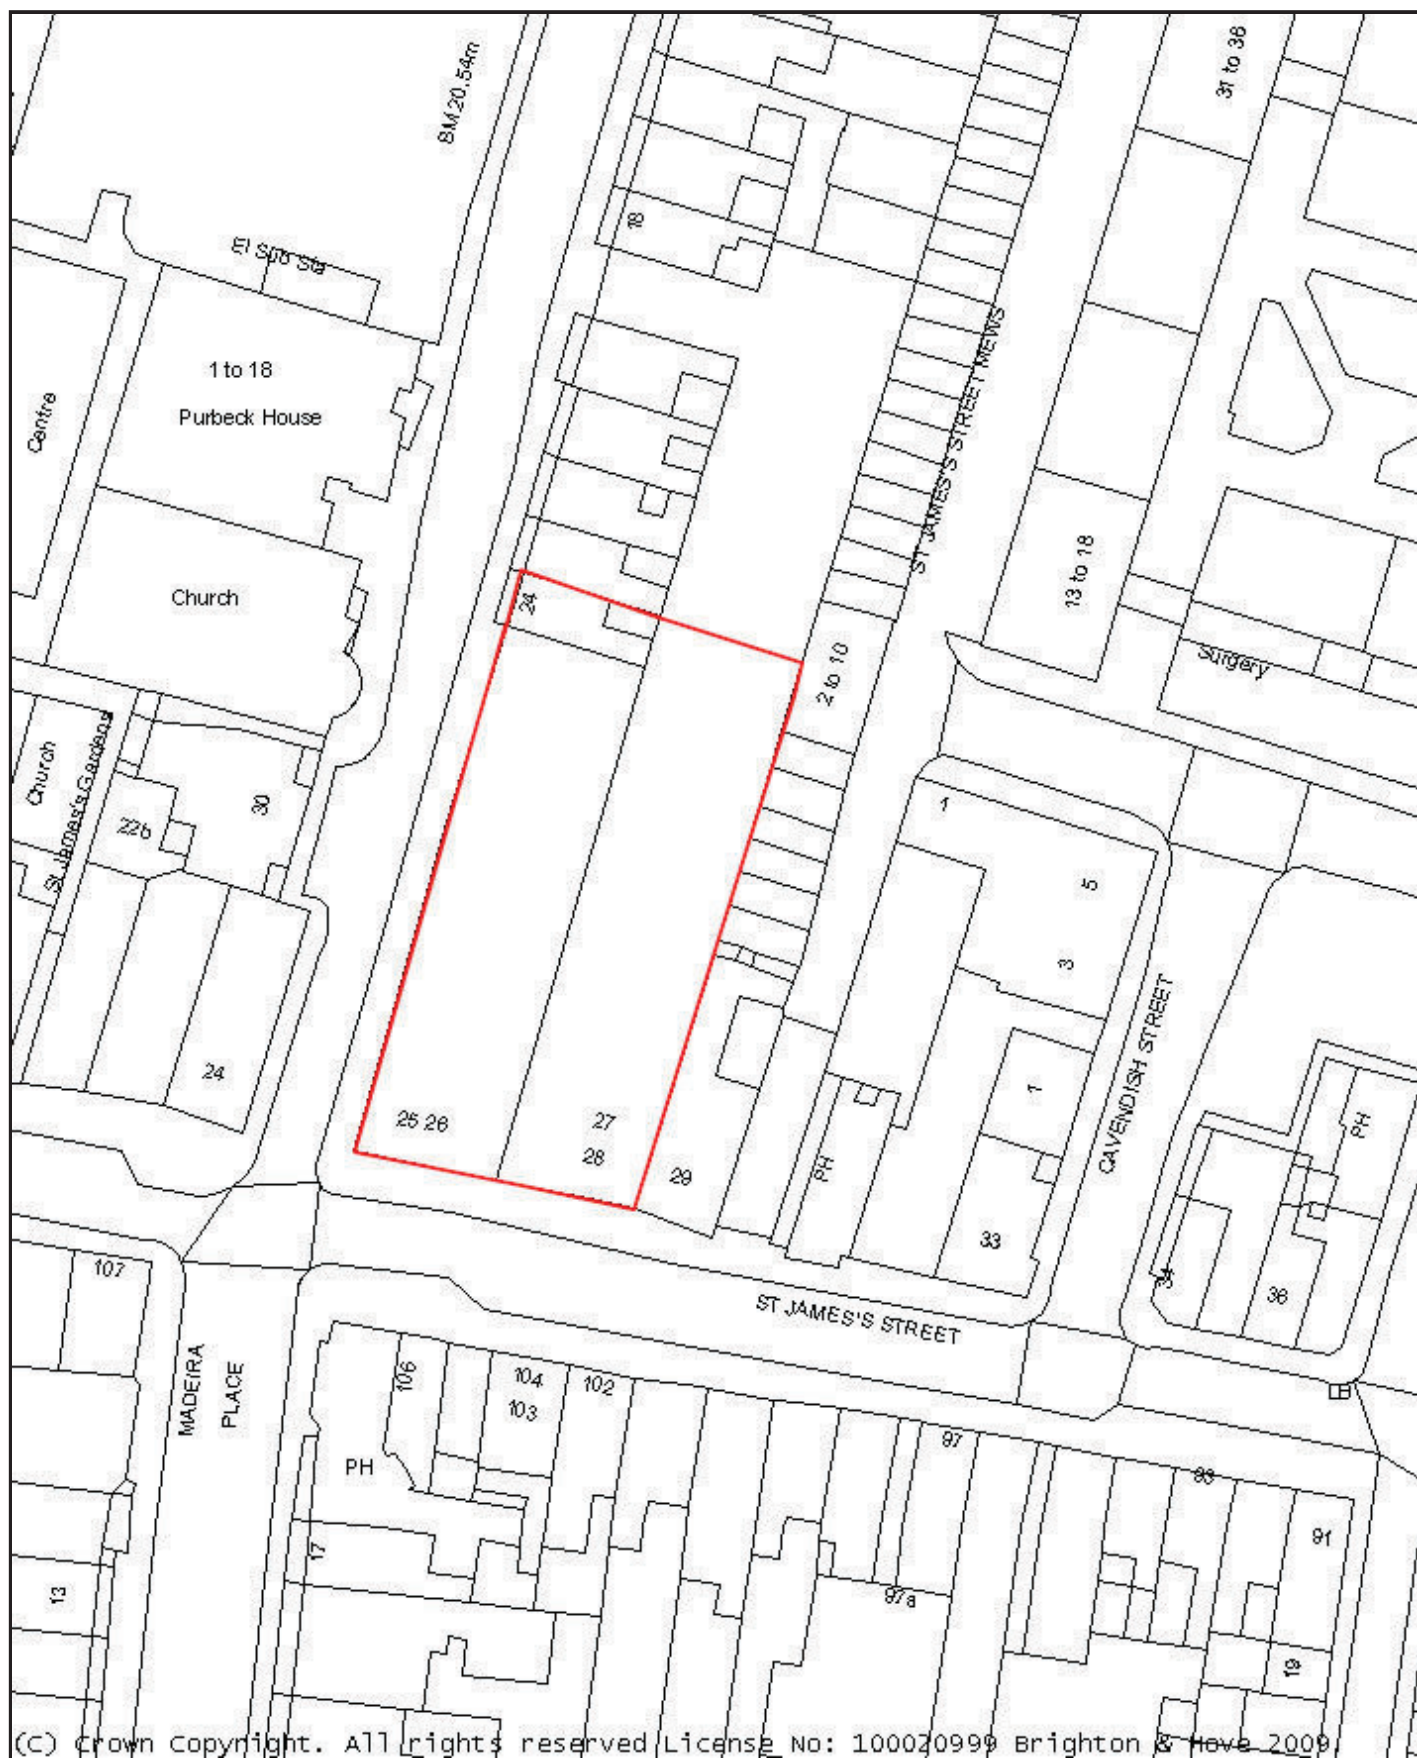 BM 20.54m
31 to 36
El Sub Sta
18
1 to 18
Purbeck House
Centre
ST JAMES'S STREET MEWS
13 to 18
Church
24
2 to 10
Surgery
Church
St James's Gardens
22b
30
1
5
3
24
CAVENDISH STREET
1
25 26
27
28
29
PH
PH
33
34
36
107
ST JAMES'S STREET
MADEIRA
PLACE
106
104
103
102
LB
97
93
91
PH
17
13
97a
19
(c) Crown Copyright. All rights reserved License No: 100020999 Brighton & Hove 2009.